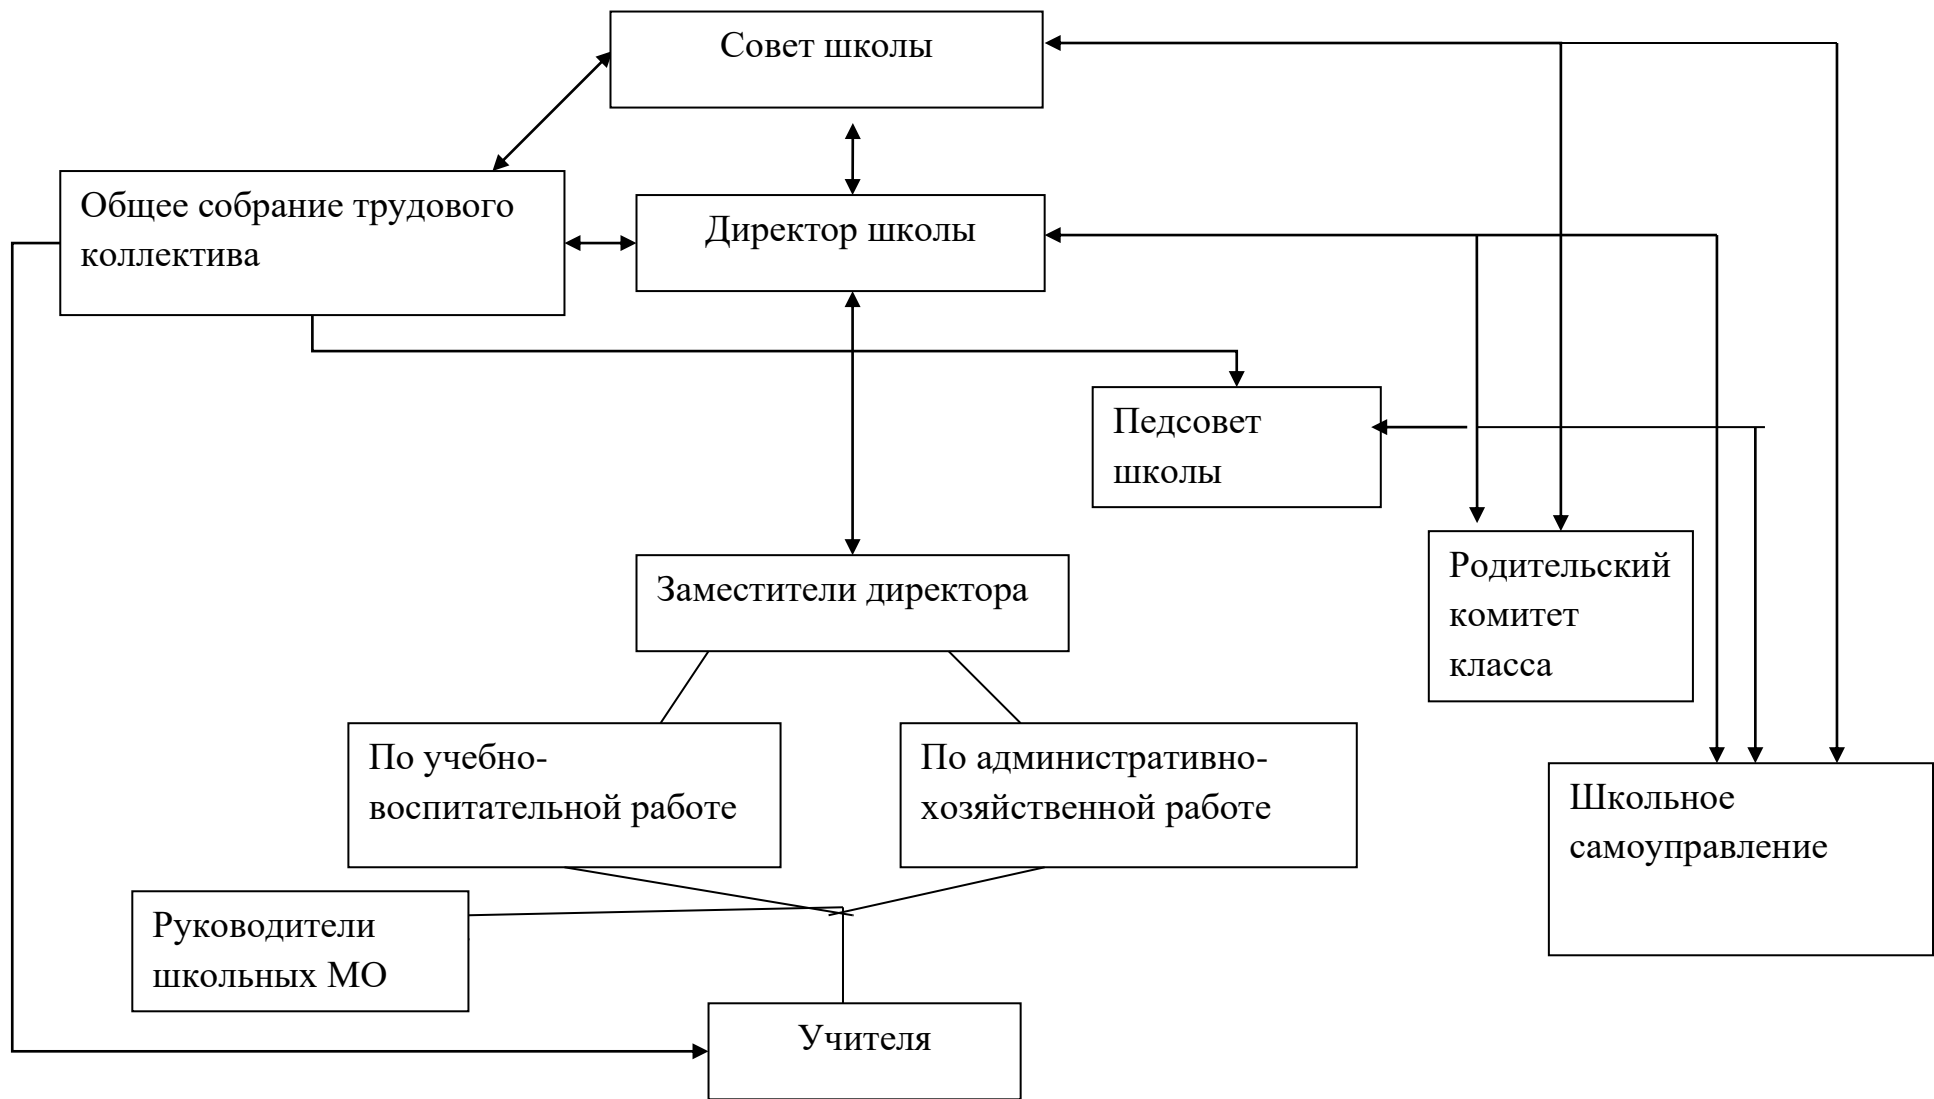 Совет школы
Общее собрание трудового
коллектива
Директор школы
Педсовет
школы
Родительский
комитет
класса
Заместители директора
По учебно-
воспитательной работе
По административно-
хозяйственной работе
Школьное
самоуправление
Руководители
школьных МО
Учителя